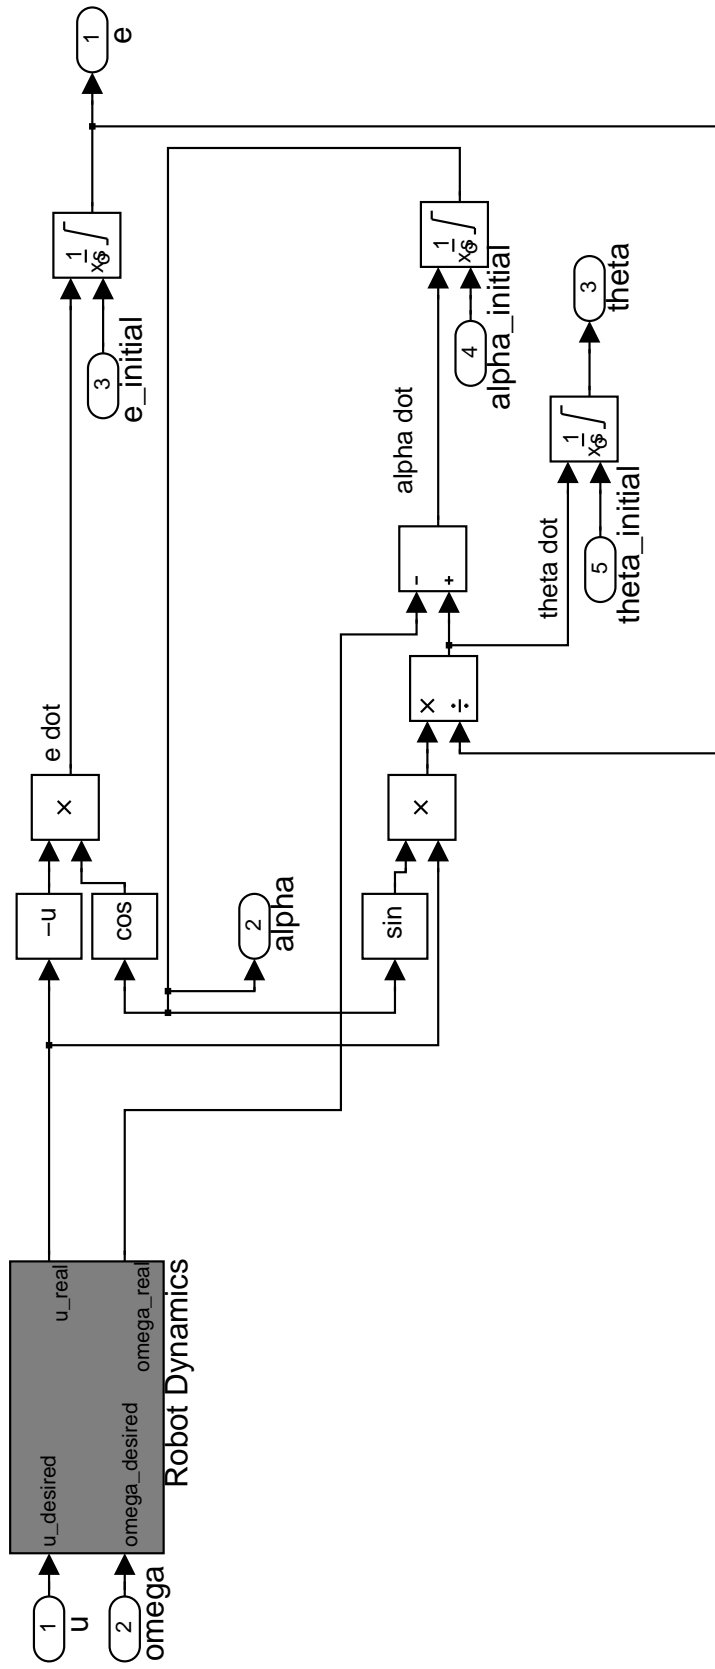 1
u
2
omega
u_desired
omega_desired
u_real
omega_real
Robot Dynamics
−u
cos
×
e dot
3
e_initial
1
s
xo
1
e
2
alpha
sin
×
×
÷
−
+
alpha dot
4
alpha_initial
1
s
xo
theta dot
5
theta_initial
1
s
xo
3
theta